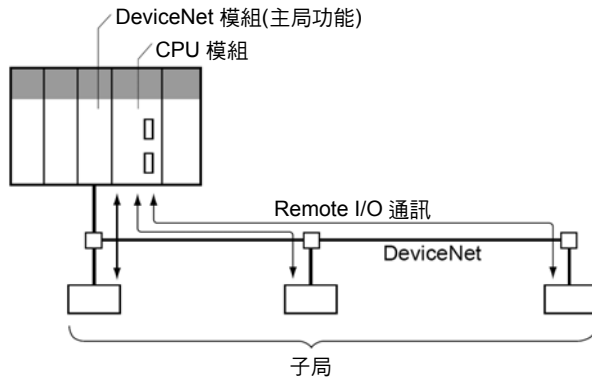 DeviceNet 模組(主局功能)
CPU 模組
Remote I/O 通訊
DeviceNet
子局